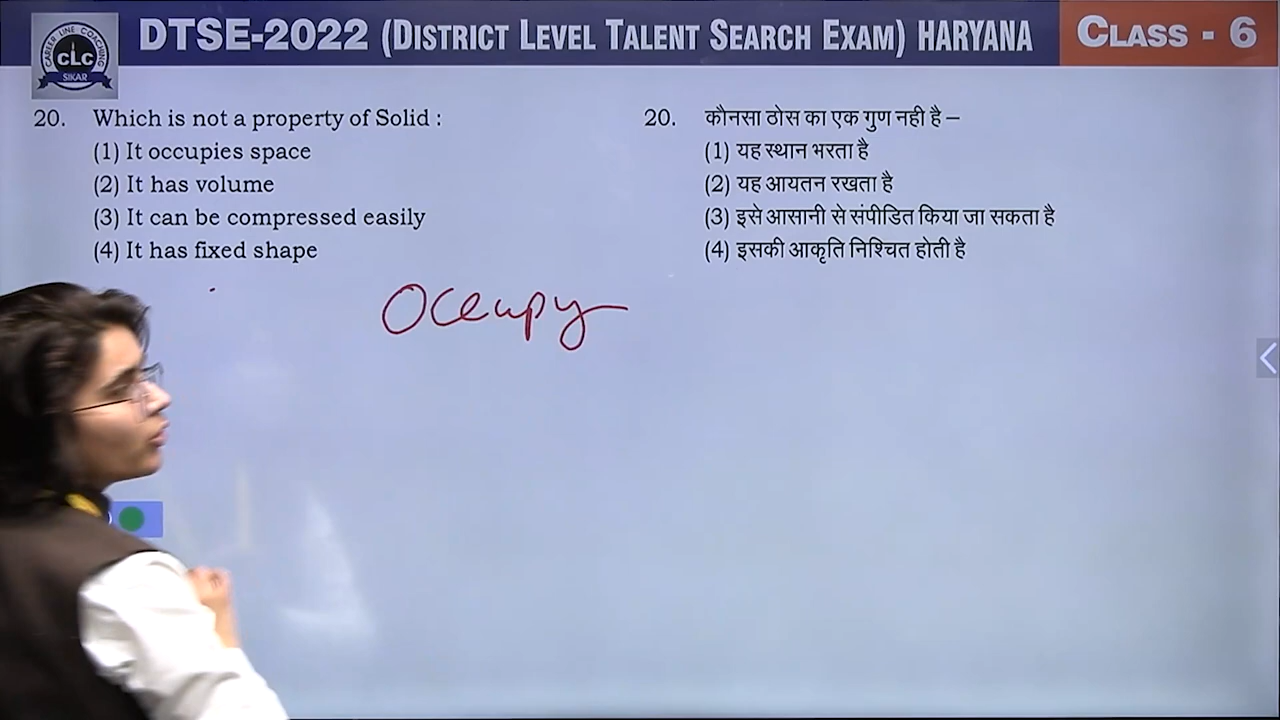 CAREER LINE COACHING
CLC
SIKAR
DTSE-2022 (DISTRICT LEVEL TALENT SEARCH EXAM) HARYANA
CLASS - 6
20. Which is not a property of Solid :
(1) It occupies space
(2) It has volume
(3) It can be compressed easily
(4) It has fixed shape
20. कौनसा ठोस का एक गुण नही है –
(1) यह स्थान भरता है
(2) यह आयतन रखता है
(3) इसे आसानी से संपीडित किया जा सकता है
(4) इसकी आकृति निश्चित होती है
Occupy